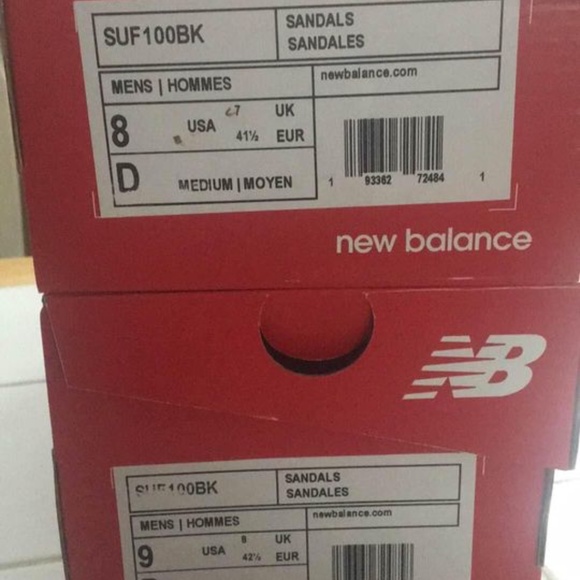 SUF100BK
SANDALS
SANDALES
MENS | HOMMES
newbalance.com
8 USA 7 UK
41½ EUR
D MEDIUM | MOYEN
1 93362 72484 1
new balance
NB
SUF100BK
SANDALS
SANDALES
MENS | HOMMES
newbalance.com
9 USA 8 UK
42½ EUR